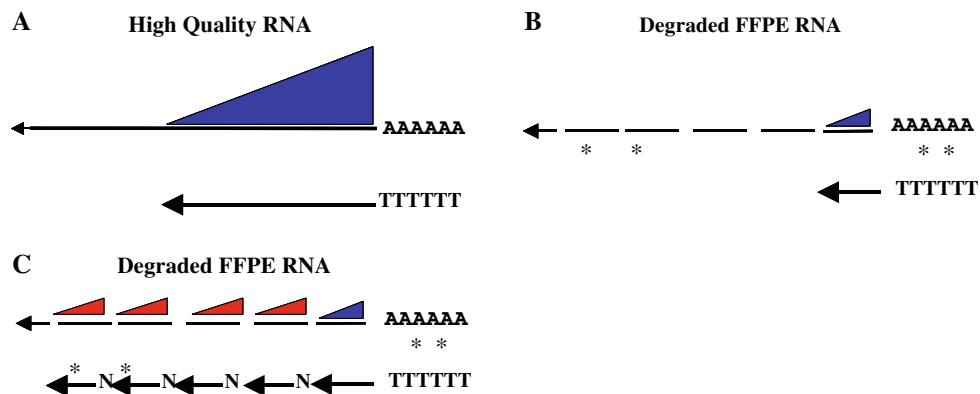 A
High Quality RNA
AAAAAA
TTTTTT
B
Degraded FFPE RNA
AAAAAA
* * * *
TTTTTT
C
Degraded FFPE RNA
AAAAAA
* *
* *
N N N N TTTTTT